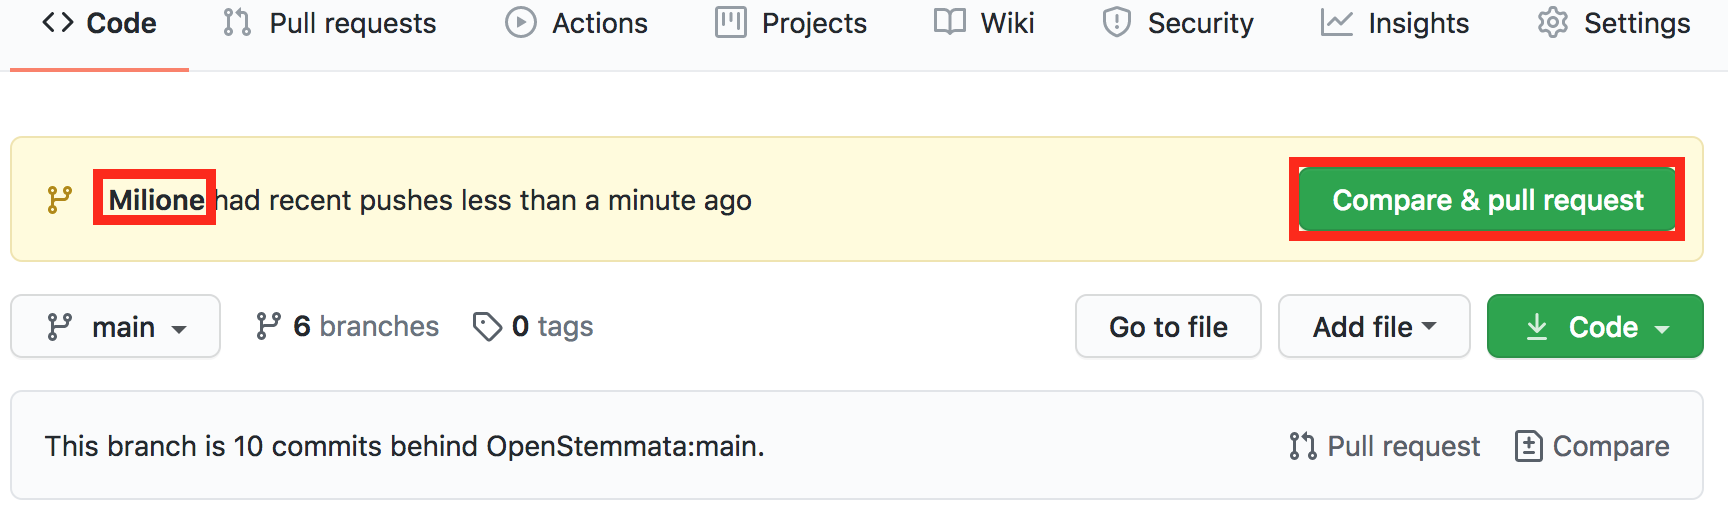 Code Pull requests Actions Projects Wiki Security Insights Settings
Milione had recent pushes less than a minute ago Compare & pull request
main 6 branches 0 tags Go to file Add file Code
This branch is 10 commits behind OpenStemmata:main. Pull request Compare